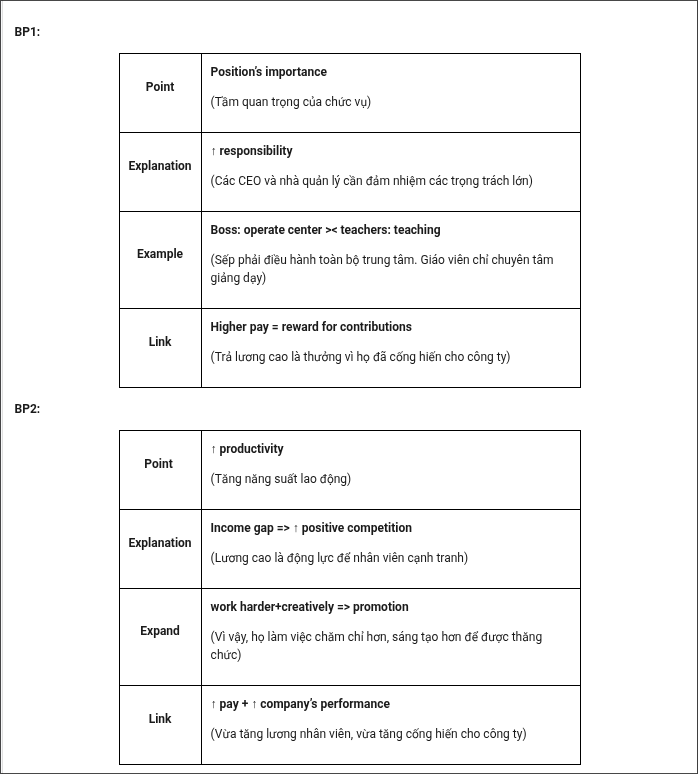 BP1:
Point
Position's importance
(Tầm quan trọng của chức vụ)
Explanation
↑ responsibility
(Các CEO và nhà quản lý cần đảm nhiệm các trọng trách lớn)
Example
Boss: operate center >< teachers: teaching
(Sếp phải điều hành toàn bộ trung tâm. Giáo viên chỉ chuyên tâm
giảng dạy)
Link
Higher pay = reward for contributions
(Trả lương cao là thưởng vì họ đã cống hiến cho công ty)
BP2:
Point
↑ productivity
(Tăng năng suất lao động)
Explanation
Income gap => ↑ positive competition
(Lương cao là động lực để nhân viên cạnh tranh)
Expand
work harder+creatively => promotion
(Vì vậy, họ làm việc chăm chỉ hơn, sáng tạo hơn để được thăng
chức)
Link
↑ pay + ↑ company's performance
(Vừa tăng lương nhân viên, vừa tăng cống hiến cho công ty)